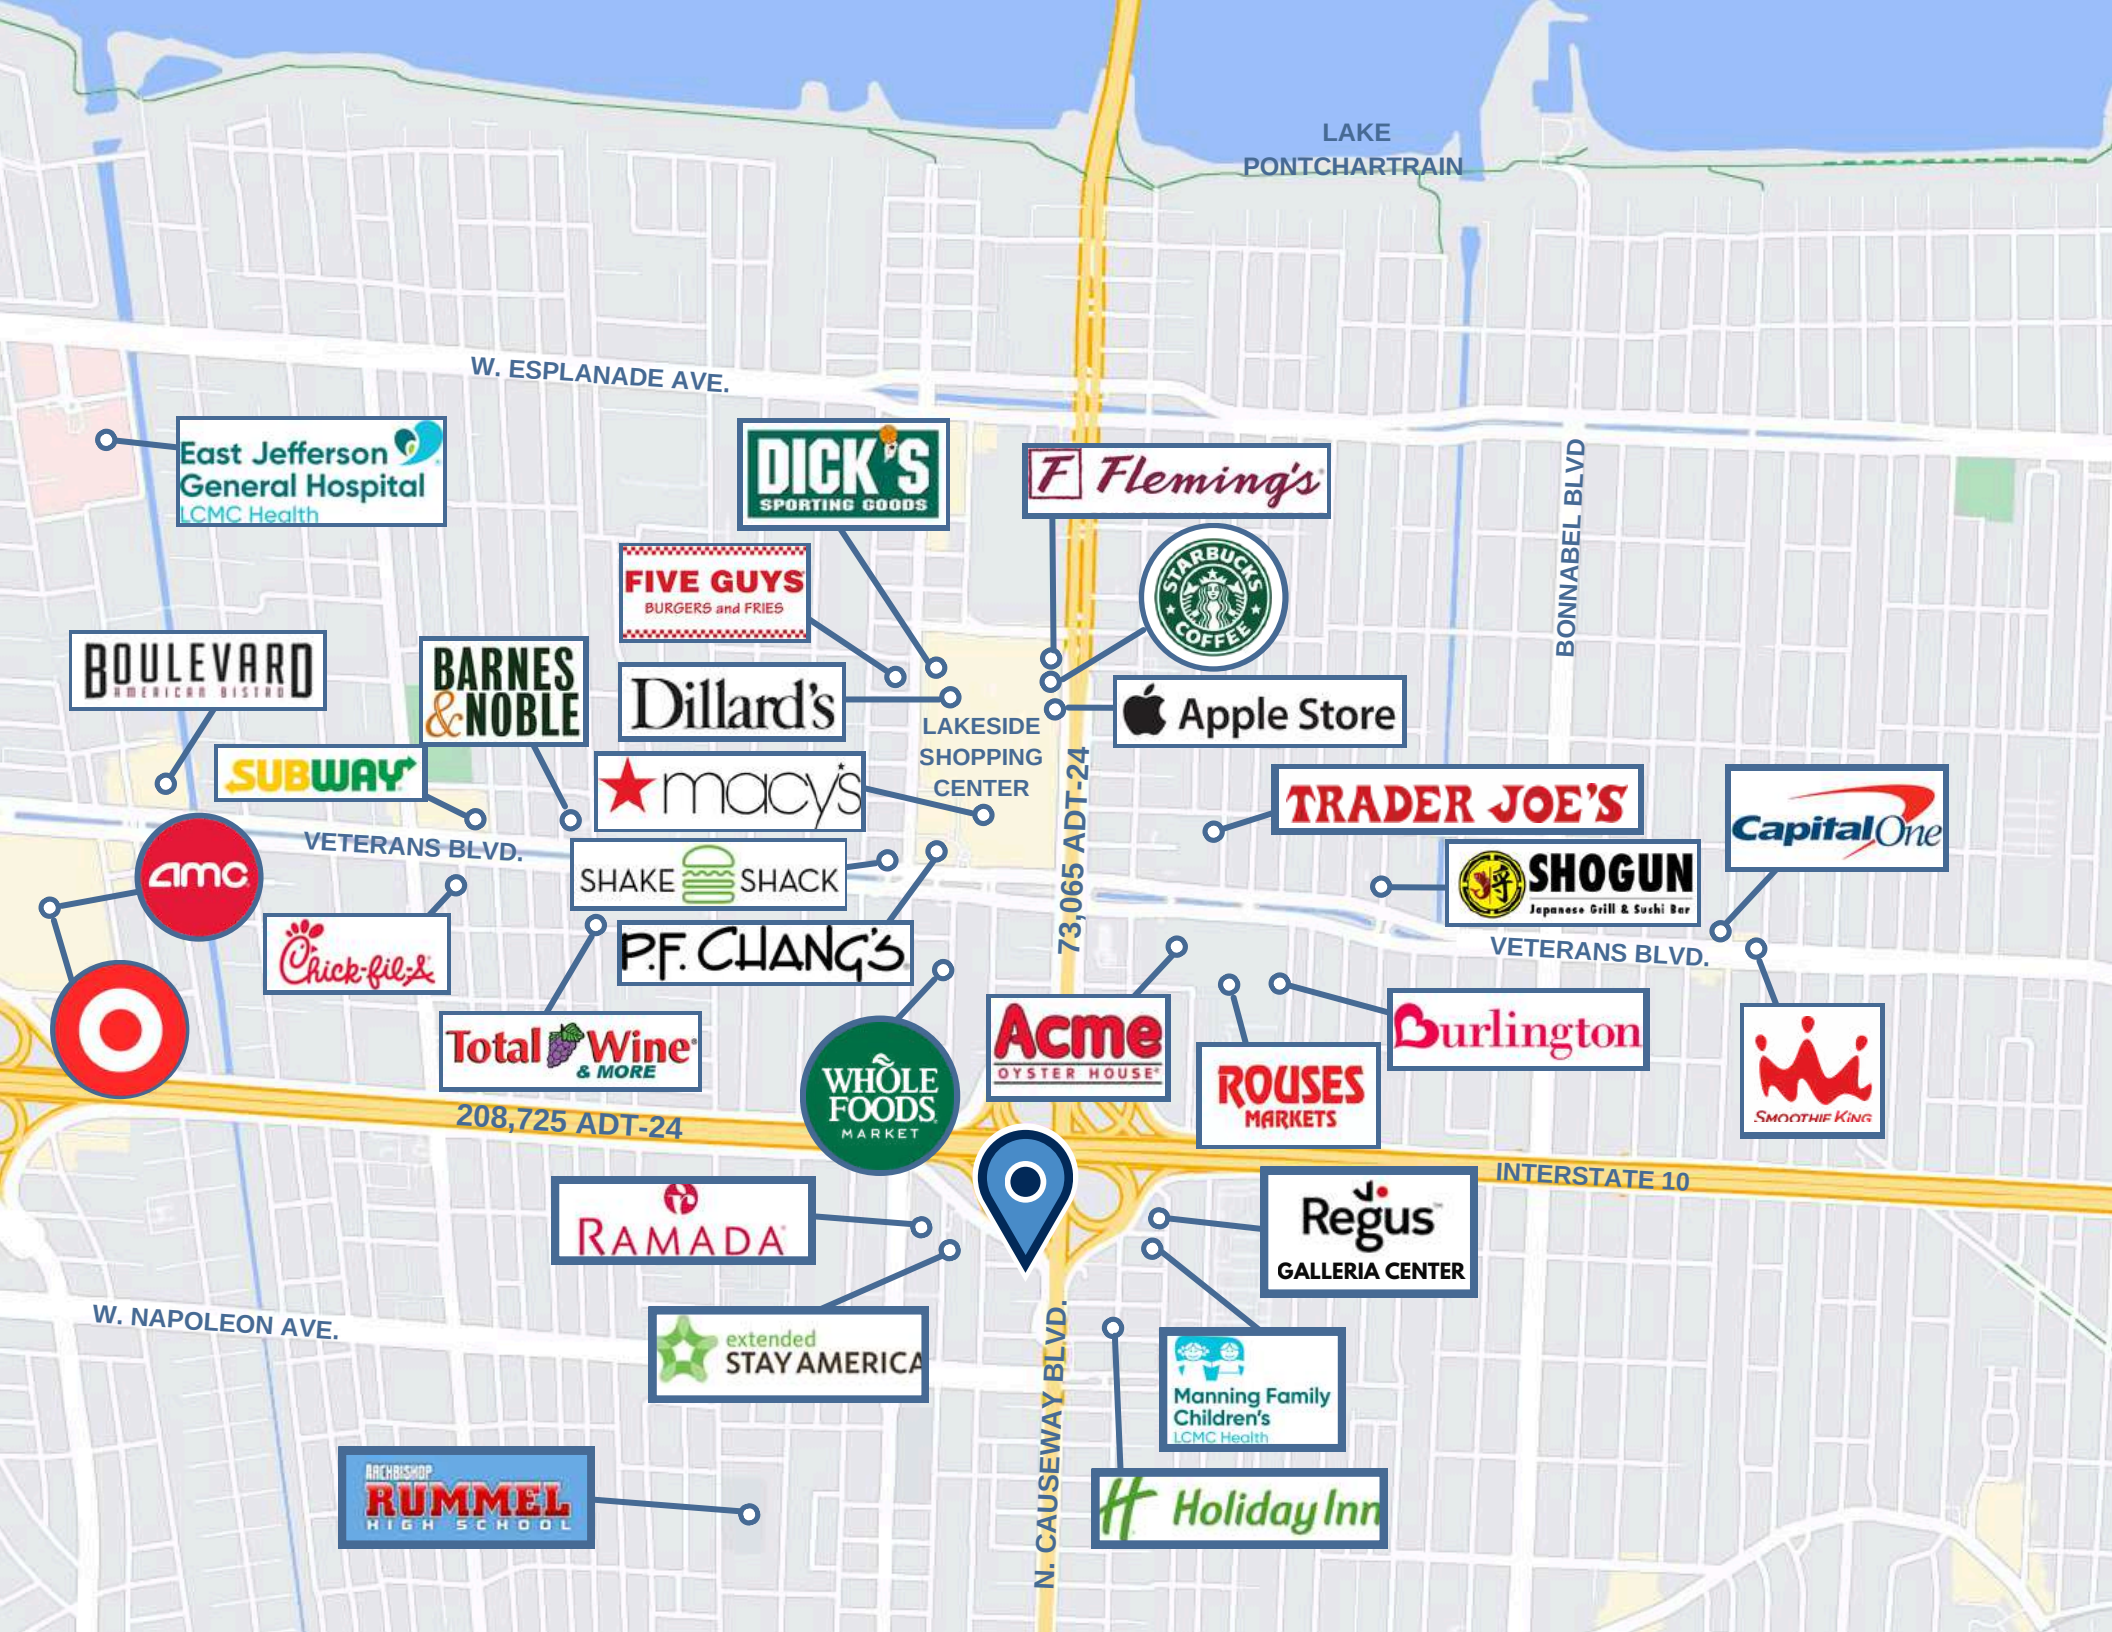 LAKE
PONTCHARTRAIN
W. ESPLANADE AVE.
East Jefferson
General Hospital
LCMC Health
DICK'S
SPORTING GOODS
F Fleming's
BONNABEL BLVD
STARBUCKS
COFFEE
FIVE GUYS
BURGERS and FRIES
BOULEVARD
AMERICAN BISTRO
BARNES
&NOBLE
Dillard's
Apple Store
LAKESIDE
SHOPPING
CENTER
SUBWAY
macy's
73,065 ADT-24
TRADER JOE'S
CapitalOne
VETERANS BLVD.
amc
SHAKE SHACK
SHOGUN
Japanese Grill & Sushi Bar
Chick-fil-A
P.F. CHANG'S
VETERANS BLVD.
Total Wine
& MORE
Acme
OYSTER HOUSE
Burlington
WHOLE
FOODS
MARKET
ROUSES
MARKETS
SMOOTHIE KING
208,725 ADT-24
INTERSTATE 10
RAMADA
Regus
GALLERIA CENTER
W. NAPOLEON AVE.
extended
STAY AMERICA
N. CAUSEWAY BLVD.
Manning Family
Children's
LCMC Health
ARCHBISHOP
RUMMEL
HIGH SCHOOL
H Holiday Inn